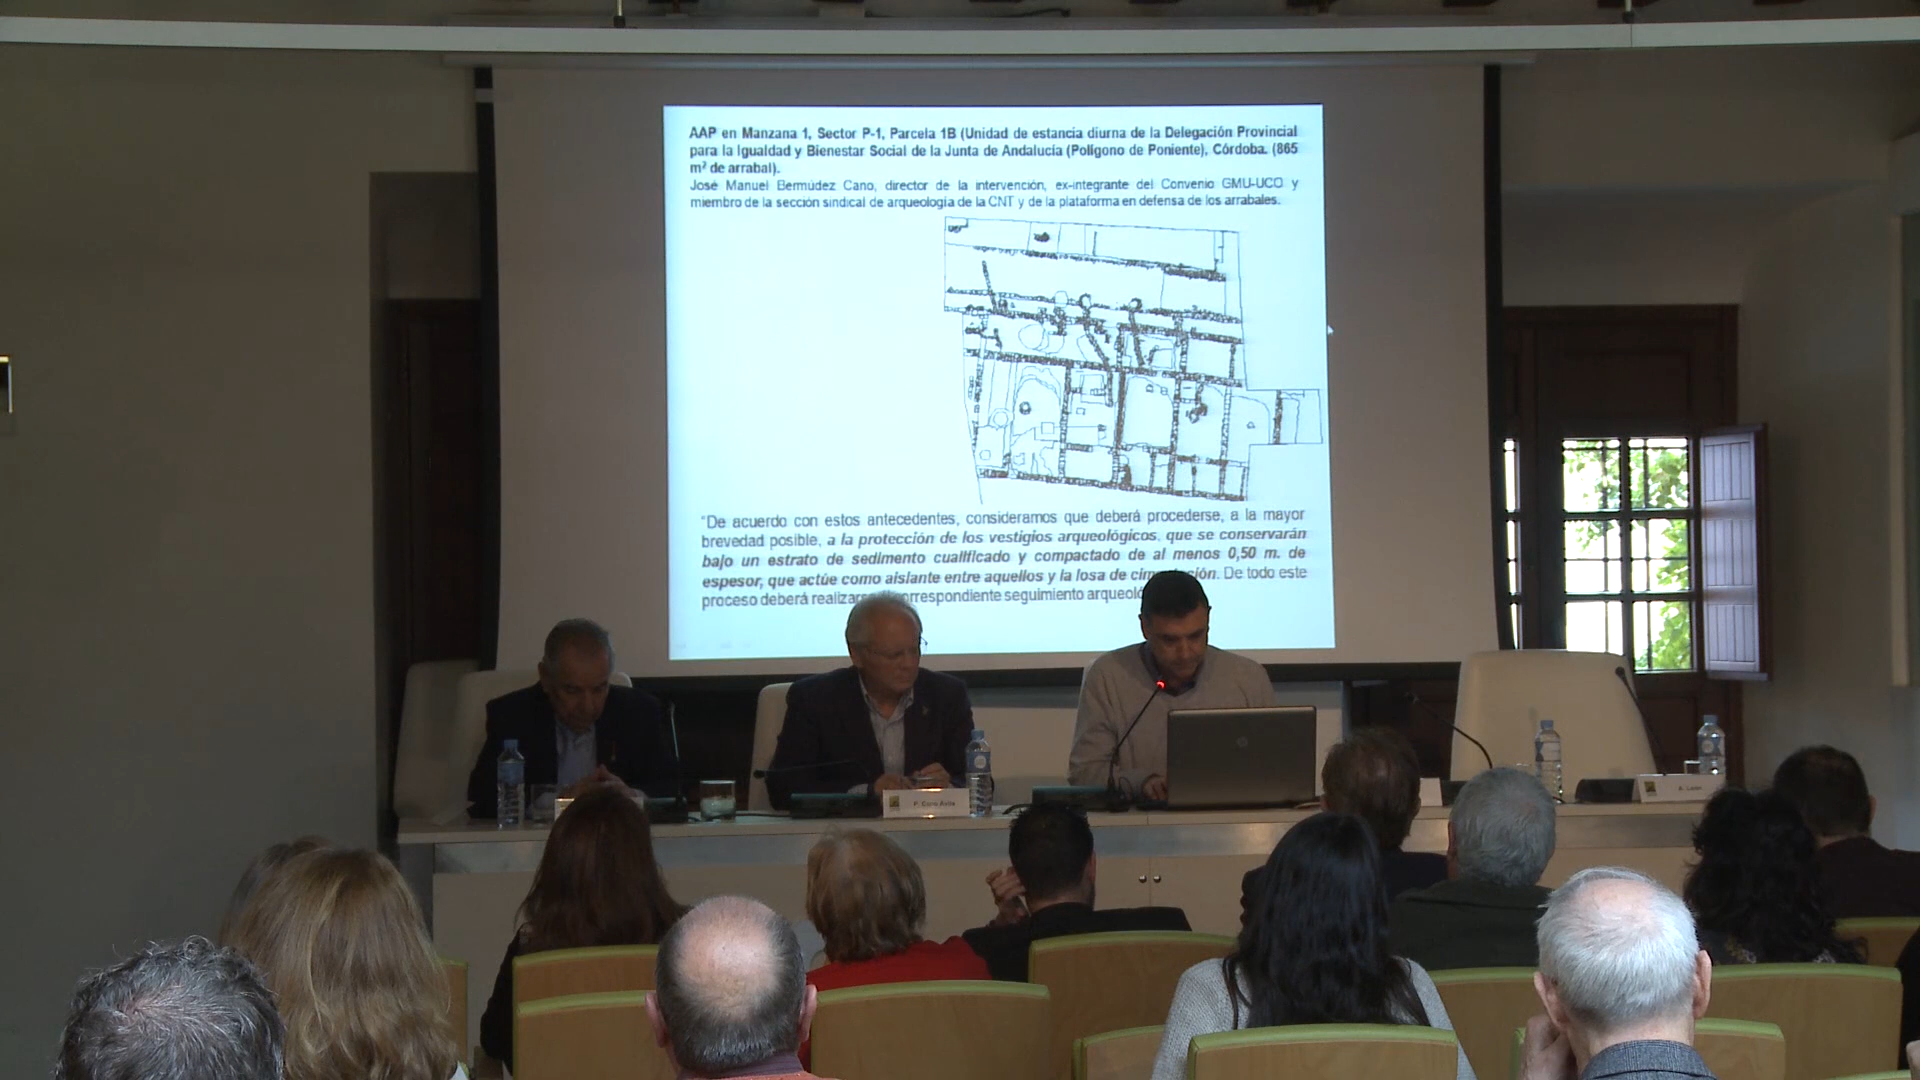 AAP en Manzana 1, Sector P-1, Parcela 1B (Unidad de estancia diurna de la Delegación Provincial
para la Igualdad y Bienestar Social de la Junta de Andalucía (Polígono de Poniente), Córdoba. (865
m² de arrabal).
José Manuel Bermúdez Cano, director de la intervención, ex-integrante del Convenio GMU-UCO y
miembro de la sección sindical de arqueología de la CNT y de la plataforma en defensa de los arrabales.
"De acuerdo con estos antecedentes, consideramos que deberá procederse, a la mayor
brevedad posible, a la protección de los vestigios arqueológicos, que se conservarán
bajo un estrato de sedimento cualificado y compactado de al menos 0,50 m. de
espesor, que actúe como aislante entre aquellos y la losa de . De todo este
proceso deberá seguimiento